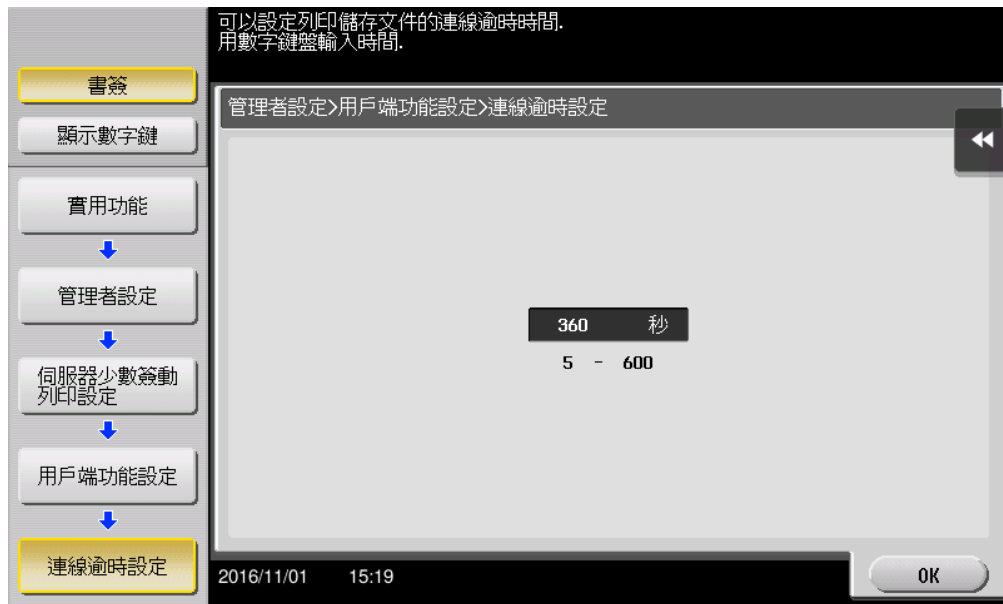 可以設定列印儲存文件的連線逾時時間.
用數字鍵盤輸入時間.
書簽
顯示數字鍵
管理者設定>用戶端功能設定>連線逾時設定
實用功能
管理者設定
伺服器少數簽動
列印設定
用戶端功能設定
連線逾時設定
360 秒
5 - 600
2016/11/01 15:19
OK